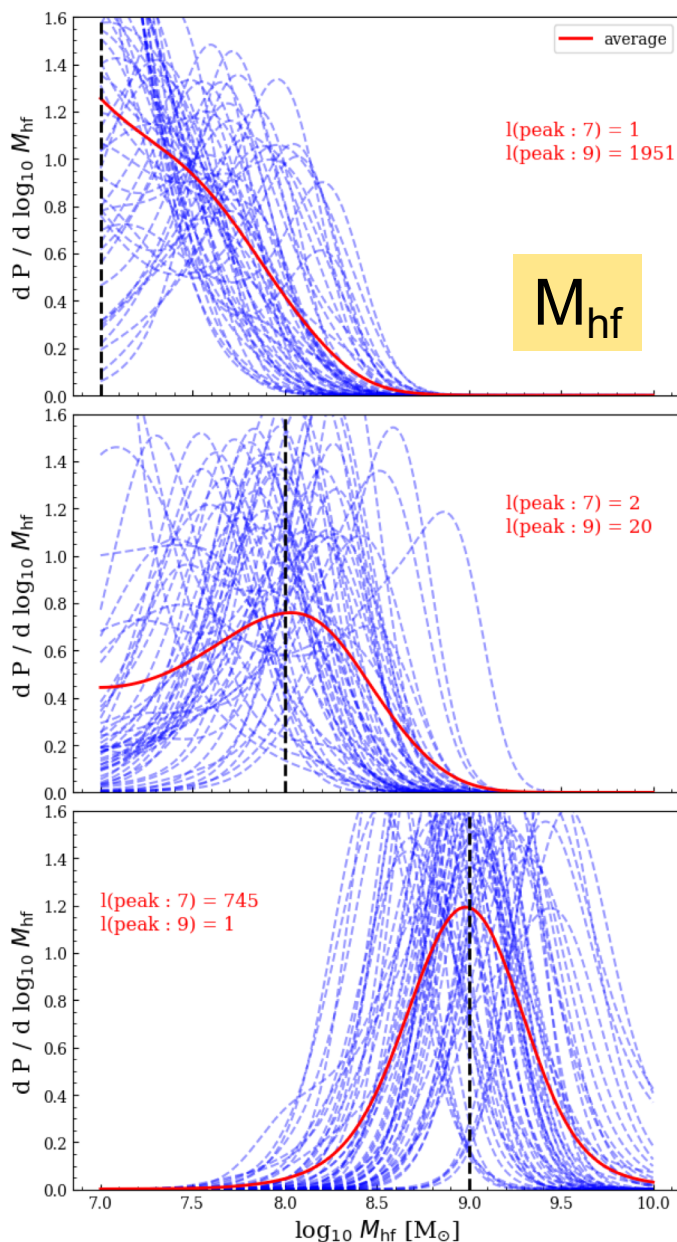 1.6
1.4
1.2
1.0
0.8
0.6
0.4
0.2
0.0
d P / d log₁₀ M_hf
average
l(peak : 7) = 1
l(peak : 9) = 1951
M_hf
1.6
1.4
1.2
1.0
0.8
0.6
0.4
0.2
0.0
d P / d log₁₀ M_hf
l(peak : 7) = 2
l(peak : 9) = 20
1.6
1.4
1.2
1.0
0.8
0.6
0.4
0.2
0.0
d P / d log₁₀ M_hf
l(peak : 7) = 745
l(peak : 9) = 1
7.0 7.5 8.0 8.5 9.0 9.5 10.0
log₁₀ M_hf [M_⊙]